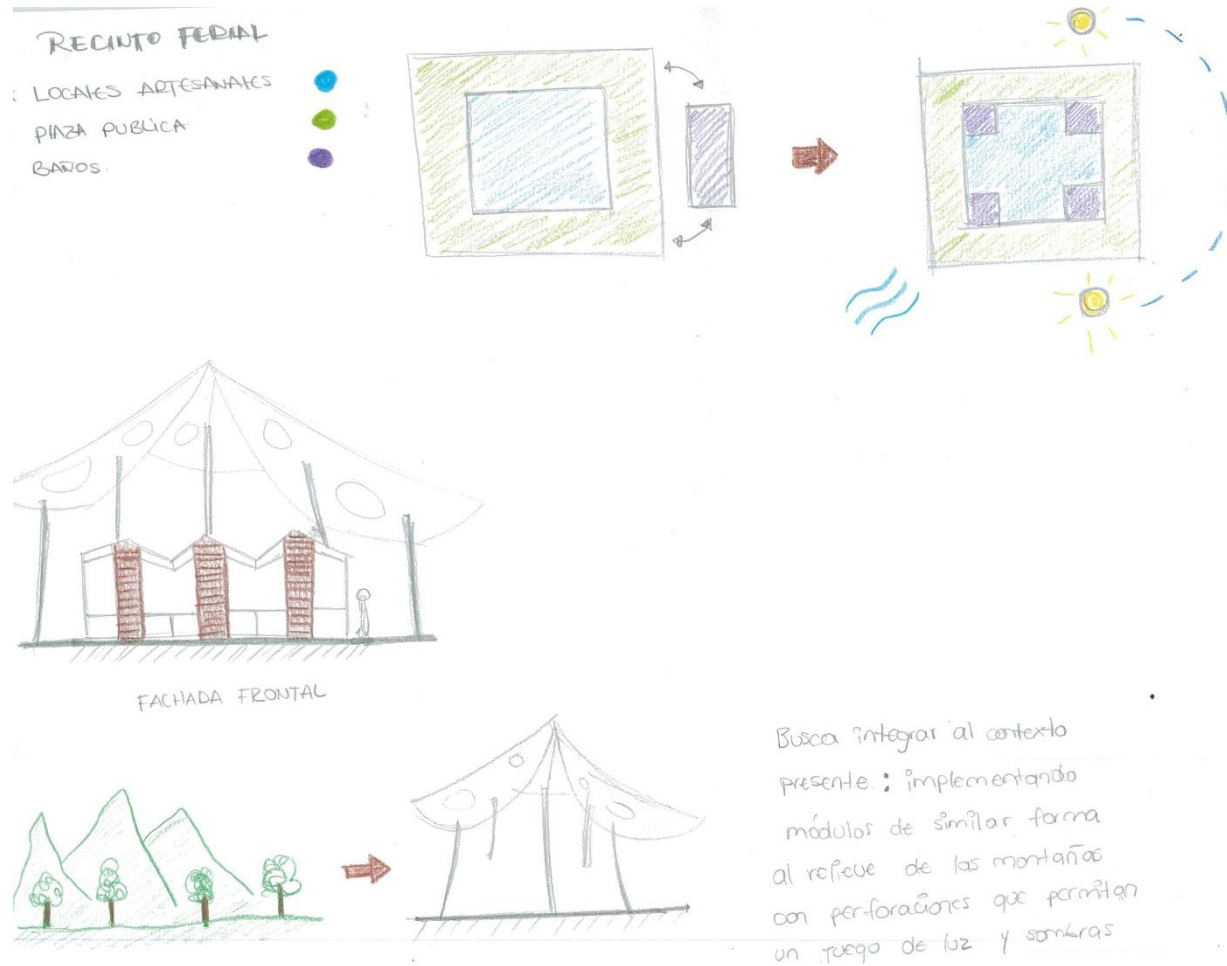 RECINTO FERIAL
LOCALES ARTESANALES
PLAZA PUBLICA
BAÑOS
FACHADA FRONTAL
Busca integrar al contexto
presente : implementando
módulos de similar forma
al relieve de las montañas
con perforaciones que permitan
un juego de luz y sombras